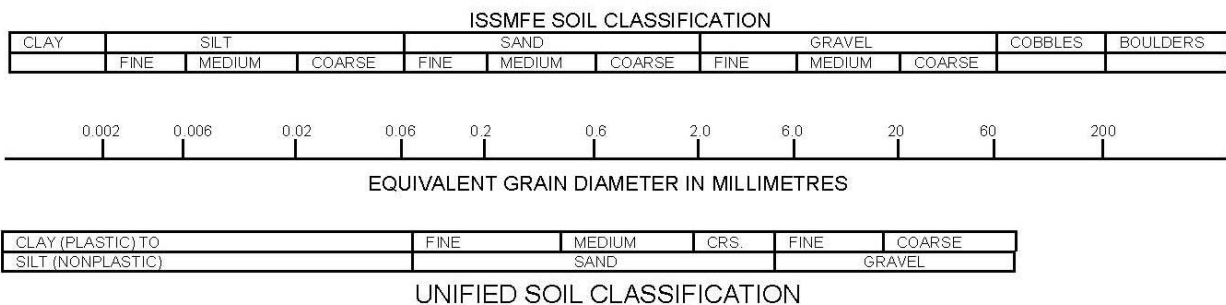 ISSMFE SOIL CLASSIFICATION
CLAY SILT SAND GRAVEL COBBLES BOULDERS
FINE MEDIUM COARSE FINE MEDIUM COARSE FINE MEDIUM COARSE
0.002 0.006 0.02 0.06 0.2 0.6 2.0 6.0 20 60 200
EQUIVALENT GRAIN DIAMETER IN MILLIMETRES
CLAY (PLASTIC) TO FINE MEDIUM CRS. FINE COARSE
SILT (NONPLASTIC) SAND GRAVEL
UNIFIED SOIL CLASSIFICATION